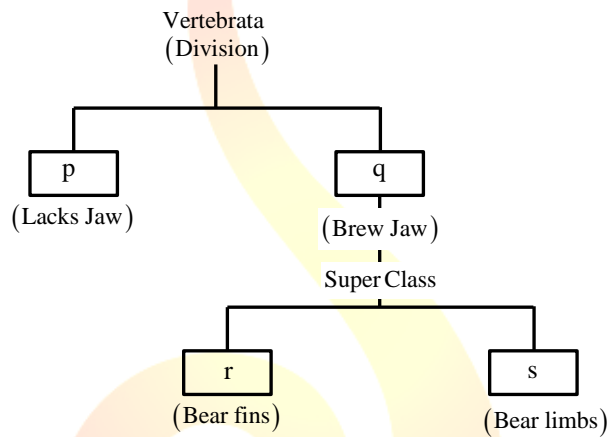 Vertebrata
(Division)
p
q
(Lacks Jaw)
(Brew Jaw)
Super Class
r
s
(Bear fins)
(Bear limbs)